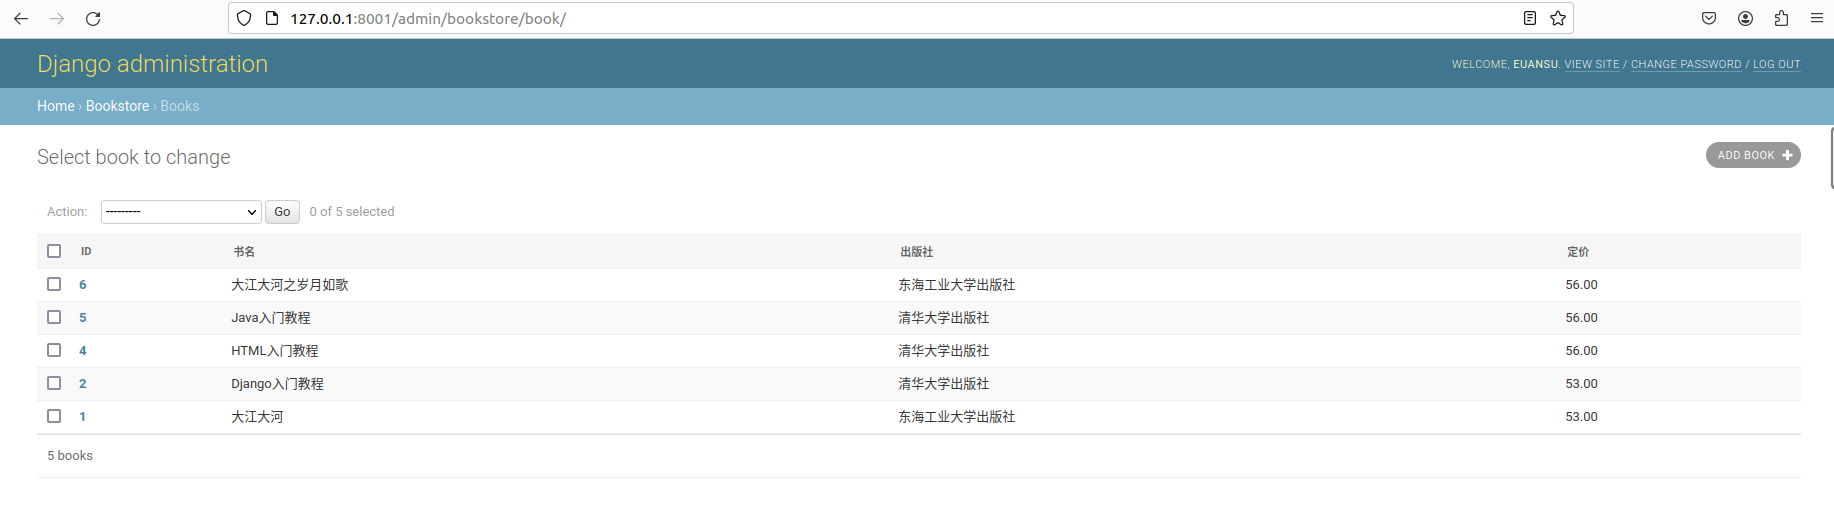 127.0.0.1:8001/admin/bookstore/book/
Django administration
WELCOME, EUANSU. VIEW SITE / CHANGE PASSWORD / LOG OUT
Home › Bookstore › Books
Select book to change
ADD BOOK +
Action: --------- Go 0 of 5 selected
ID 书名 出版社 定价
6 大江大河之岁月如歌 东海工业大学出版社 56.00
5 Java入门教程 清华大学出版社 56.00
4 HTML入门教程 清华大学出版社 56.00
2 Django入门教程 清华大学出版社 53.00
1 大江大河 东海工业大学出版社 53.00
5 books